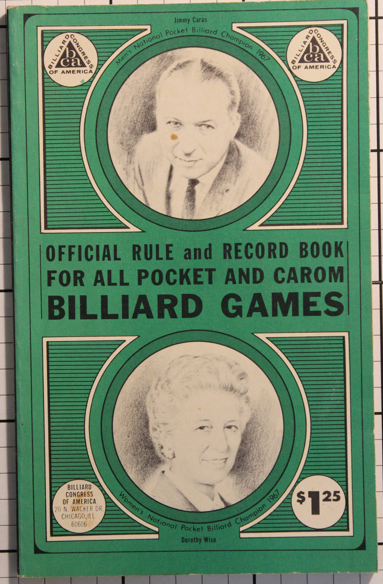 Jimmy Caras
Men's National Pocket Billiard Champion 1967
BILLIARD CONGRESS
bca
OF AMERICA
BILLIARD CONGRESS
bca
OF AMERICA
OFFICIAL RULE and RECORD BOOK
FOR ALL POCKET AND CAROM
BILLIARD GAMES
BILLIARD
CONGRESS
OF AMERICA
20 N. WACKER DR.
CHICAGO, ILL.
60606
Women's National Pocket Billiard Champion 1967
Dorothy Wise
$1.25